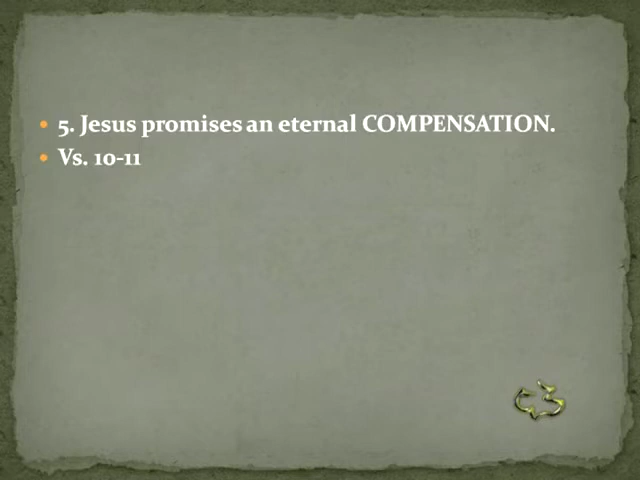 5. Jesus promises an eternal COMPENSATION.
Vs. 10-11